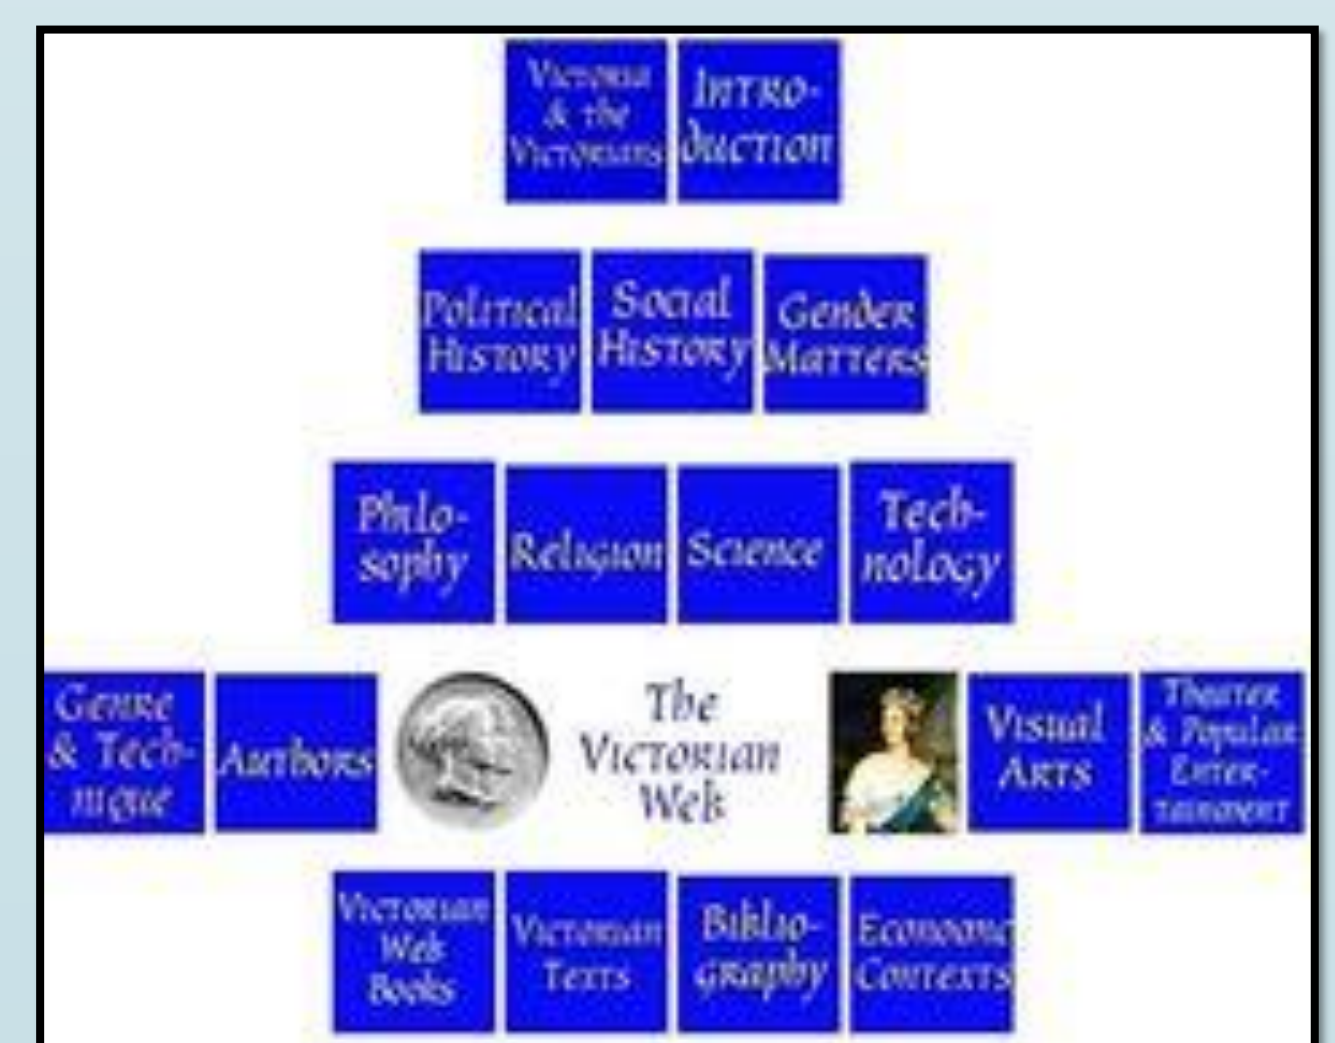 Victoria
& the
Victorians
Intro-
duction
Political
History
Social
History
Gender
Matters
Philo-
sophy
Religion
Science
Tech-
nology
Genre
& Tech-
nique
Authors
The
Victorian
Web
Visual
Arts
Theater
& Popular
Enter-
tainment
Victorian
Web
Books
Victorian
Texts
Biblio-
graphy
Economic
Contexts